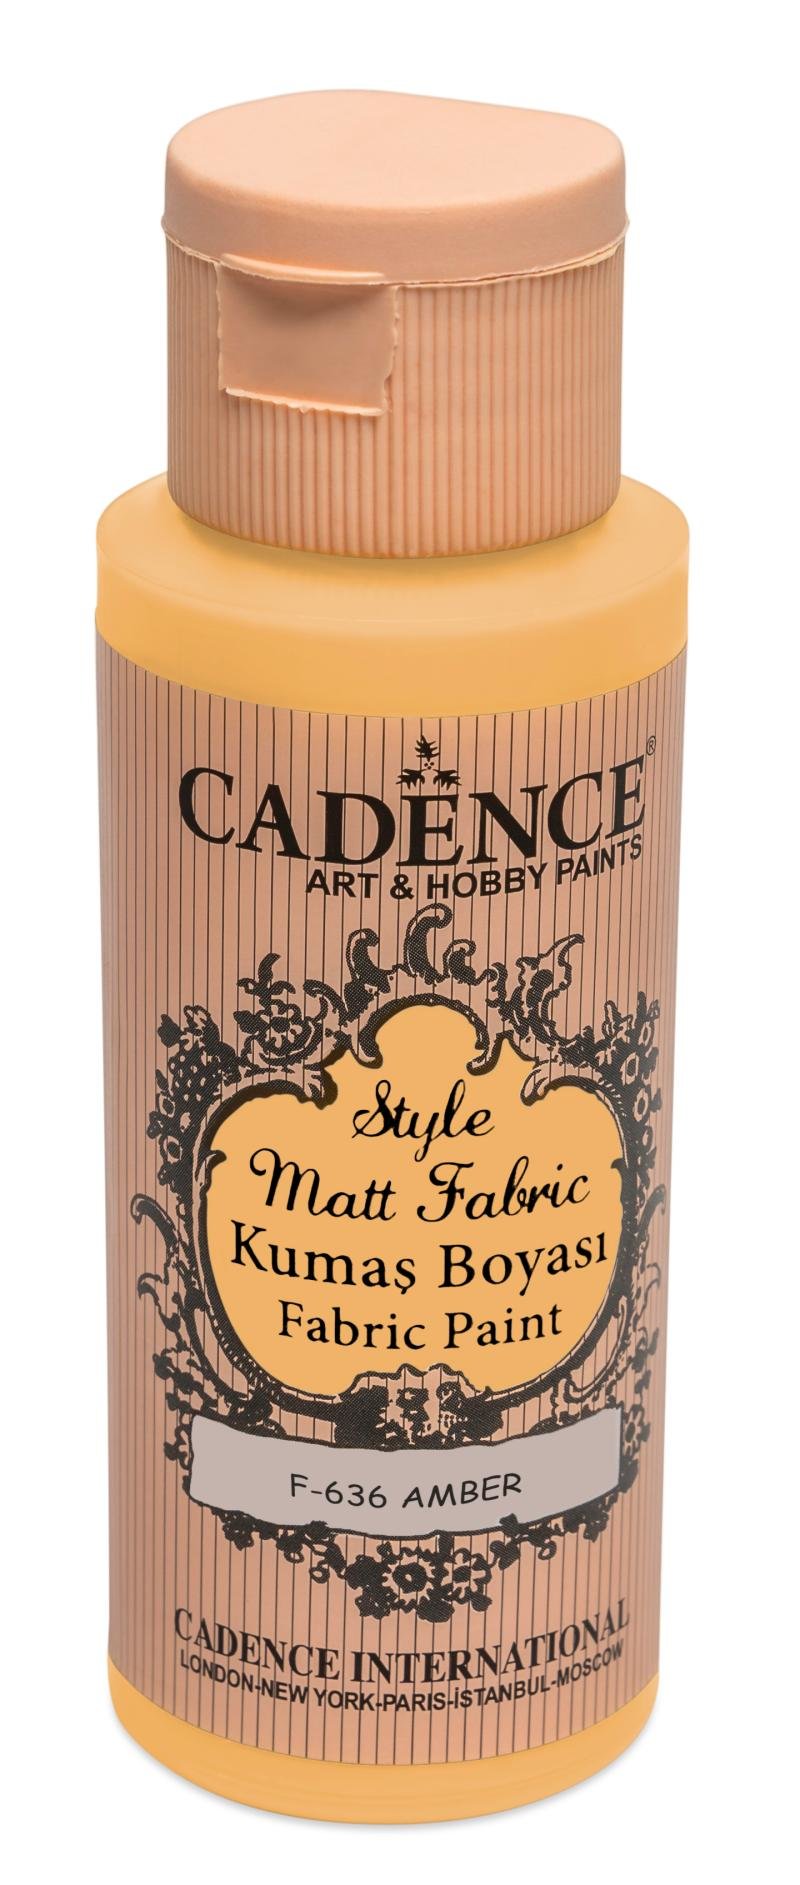 CADENCE®
ART & HOBBY PAINTS
Style
Matt Fabric
Kumaş Boyası
Fabric Paint
F-636 AMBER
CADENCE INTERNATIONAL
LONDON-NEW YORK-PARIS-İSTANBUL-MOSCOW